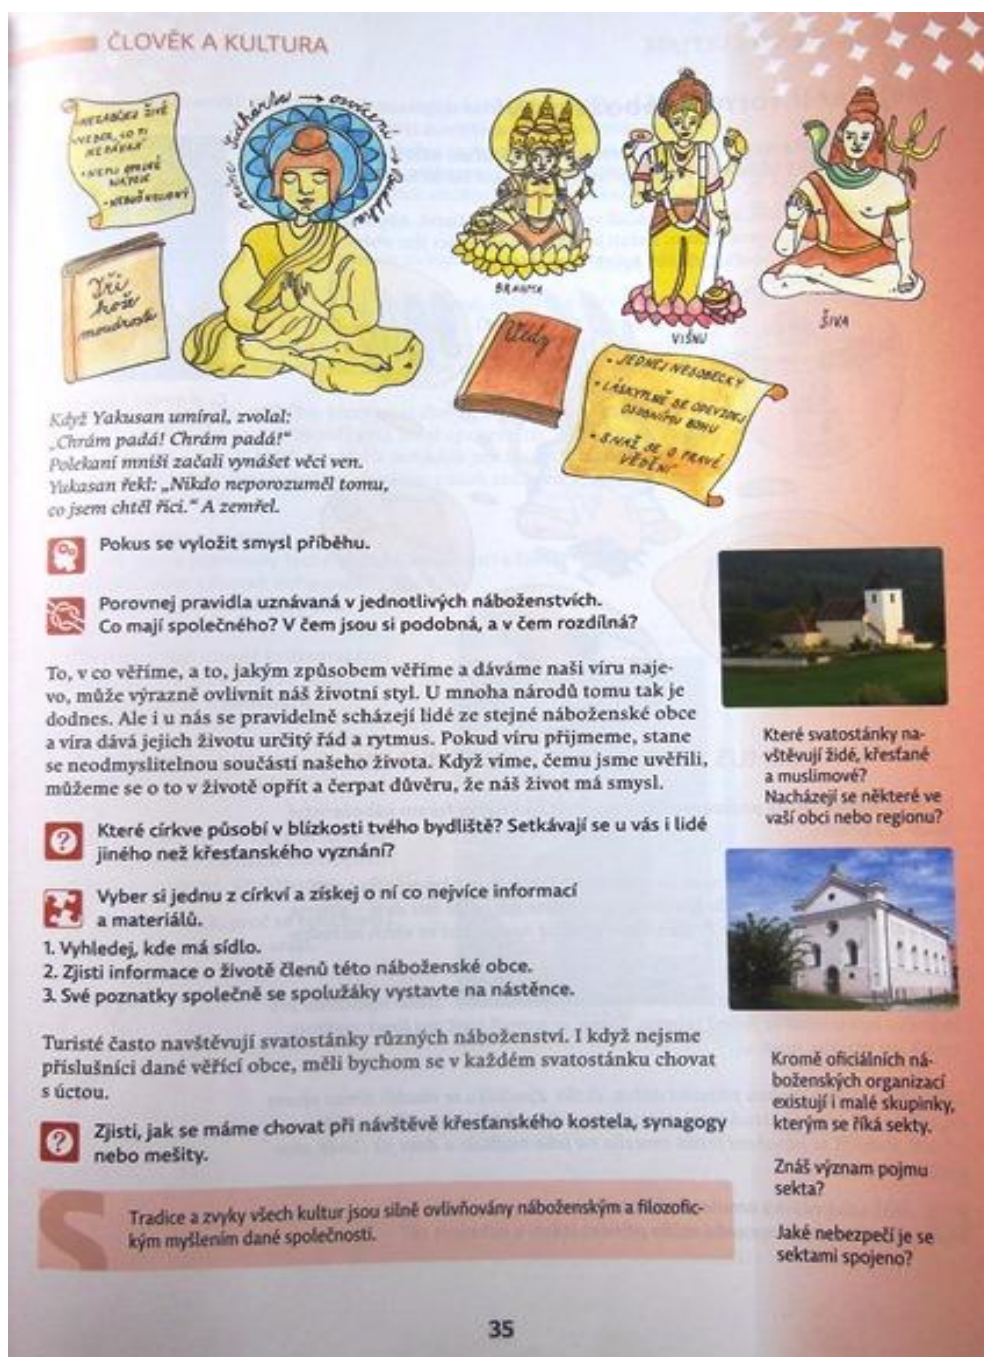 ČLOVĚK A KULTURA
• NEZABÍJEJ ŽIVÉ
• NEBER, CO TI
NEDÁVAJÍ
• NEPIJ OPOJNÉ
NÁPOJE
princ Siddhártha → osvícení → Buddha
Tři
koše
moudrosti
BRAHMA
VIŠNU
ŠIVA
Védy
• JEDNEJ NESOBECKY
• LÁSKYPLNĚ SE ODEVZDEJ
OSOBNÍMU BOHU
• SNAŽ SE O PRAVÉ
VĚDĚNÍ
Když Yakusan umíral, zvolal:
„Chrám padá! Chrám padá!“
Polekaní mniši začali vynášet věci ven.
Yukasan řekl: „Nikdo neporozuměl tomu,
co jsem chtěl říci.“ A zemřel.
Pokus se vyložit smysl příběhu.
Porovnej pravidla uznávaná v jednotlivých náboženstvích.
Co mají společného? V čem jsou si podobná, a v čem rozdílná?
To, v co věříme, a to, jakým způsobem věříme a dáváme naši víru naje-
vo, může výrazně ovlivnit náš životní styl. U mnoha národů tomu tak je
dodnes. Ale i u nás se pravidelně scházejí lidé ze stejné náboženské obce
a víra dává jejich životu určitý řád a rytmus. Pokud víru přijmeme, stane
se neodmyslitelnou součástí našeho života. Když víme, čemu jsme uvěřili,
můžeme se o to v životě opřít a čerpat důvěru, že náš život má smysl.
Které církve působí v blízkosti tvého bydliště? Setkávají se u vás i lidé
jiného než křesťanského vyznání?
Vyber si jednu z církví a získej o ní co nejvíce informací
a materiálů.
1. Vyhledej, kde má sídlo.
2. Zjisti informace o životě členů této náboženské obce.
3. Své poznatky společně se spolužáky vystavte na nástěnce.
Turisté často navštěvují svatostánky různých náboženství. I když nejsme
příslušníci dané věřící obce, měli bychom se v každém svatostánku chovat
s úctou.
Zjisti, jak se máme chovat při návštěvě křesťanského kostela, synagogy
nebo mešity.
Tradice a zvyky všech kultur jsou silně ovlivňovány náboženským a filozofic-
kým myšlením dané společnosti.
Které svatostánky na-
vštěvují židé, křesťané
a muslimové?
Nacházejí se některé ve
vaší obci nebo regionu?
Kromě oficiálních ná-
boženských organizací
existují i malé skupinky,
kterým se říká sekty.
Znáš význam pojmu
sekta?
Jaké nebezpečí je se
sektami spojeno?
35